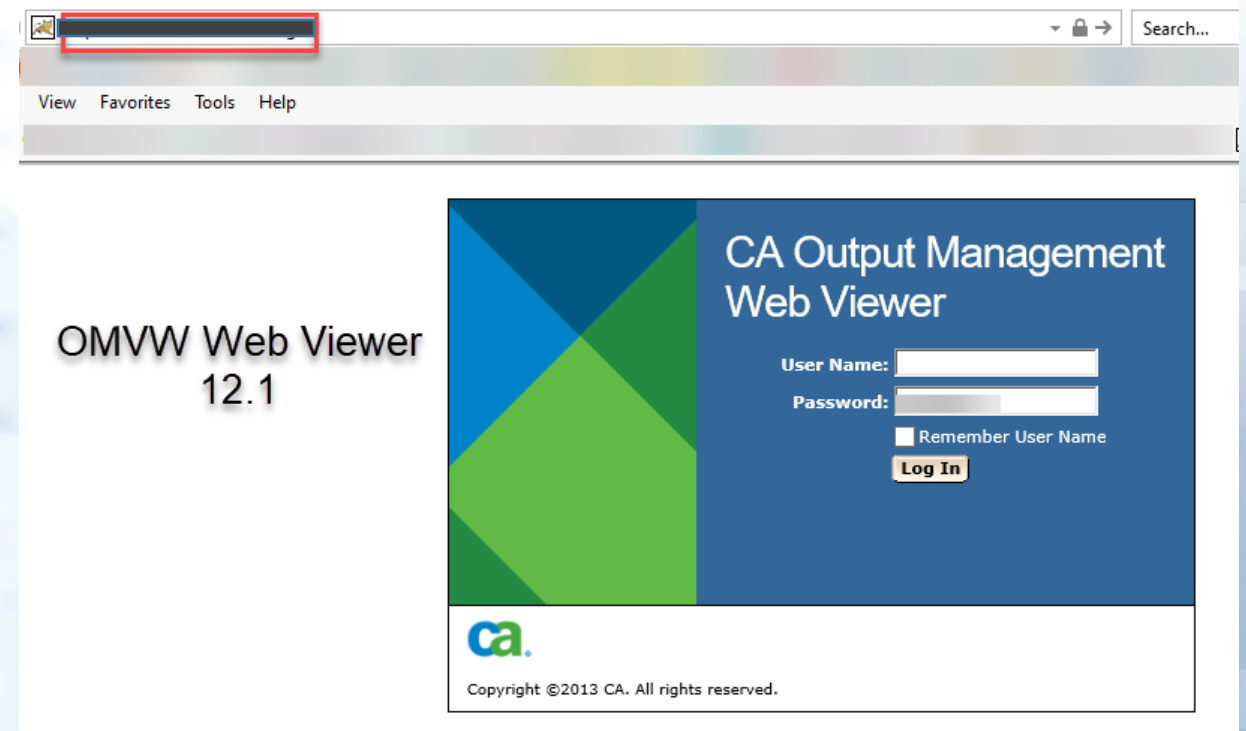 Search...
View Favorites Tools Help
OMVW Web Viewer
12.1
CA Output Management
Web Viewer
User Name:
Password:
Remember User Name
Log In
ca.
Copyright ©2013 CA. All rights reserved.